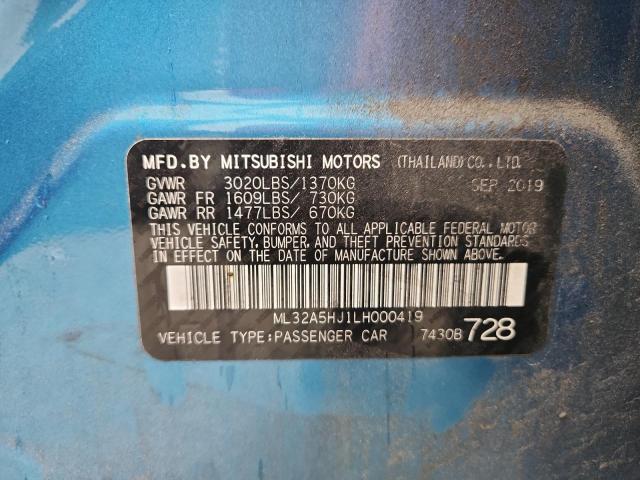 MFD.BY MITSUBISHI MOTORS (THAILAND)CO.,LTD.
GVWR 3020LBS/1370KG SEP 2019
GAWR FR 1609LBS/ 730KG
GAWR RR 1477LBS/ 670KG
THIS VEHICLE CONFORMS TO ALL APPLICABLE FEDERAL MOTOR
VEHICLE SAFETY, BUMPER, AND THEFT PREVENTION STANDARDS
IN EFFECT ON THE DATE OF MANUFACTURE SHOWN ABOVE.
ML32A5HJ1LH000419
VEHICLE TYPE:PASSENGER CAR 7430B 728